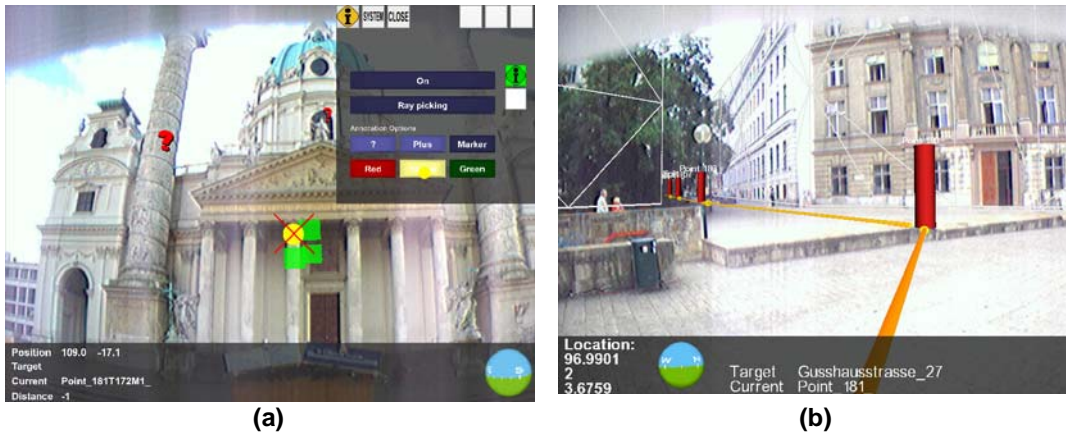 SYSTEM CLOSE
On
Ray picking
Annotation Options
? Plus Marker
Red Green
?
?
Position 109.0 -17.1
Target
Current Point_181T172M1_
Distance -1
(a)
Point_189
Location:
96.9901
2
3.6759
W N
Target Gusshausstrasse_27
Current Point_181
(b)